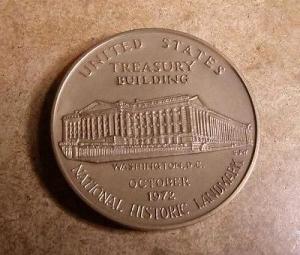 UNITED STATES
TREASURY
BUILDING
WASHINGTON, D.C.
OCTOBER
1972
NATIONAL HISTORIC LANDMARK